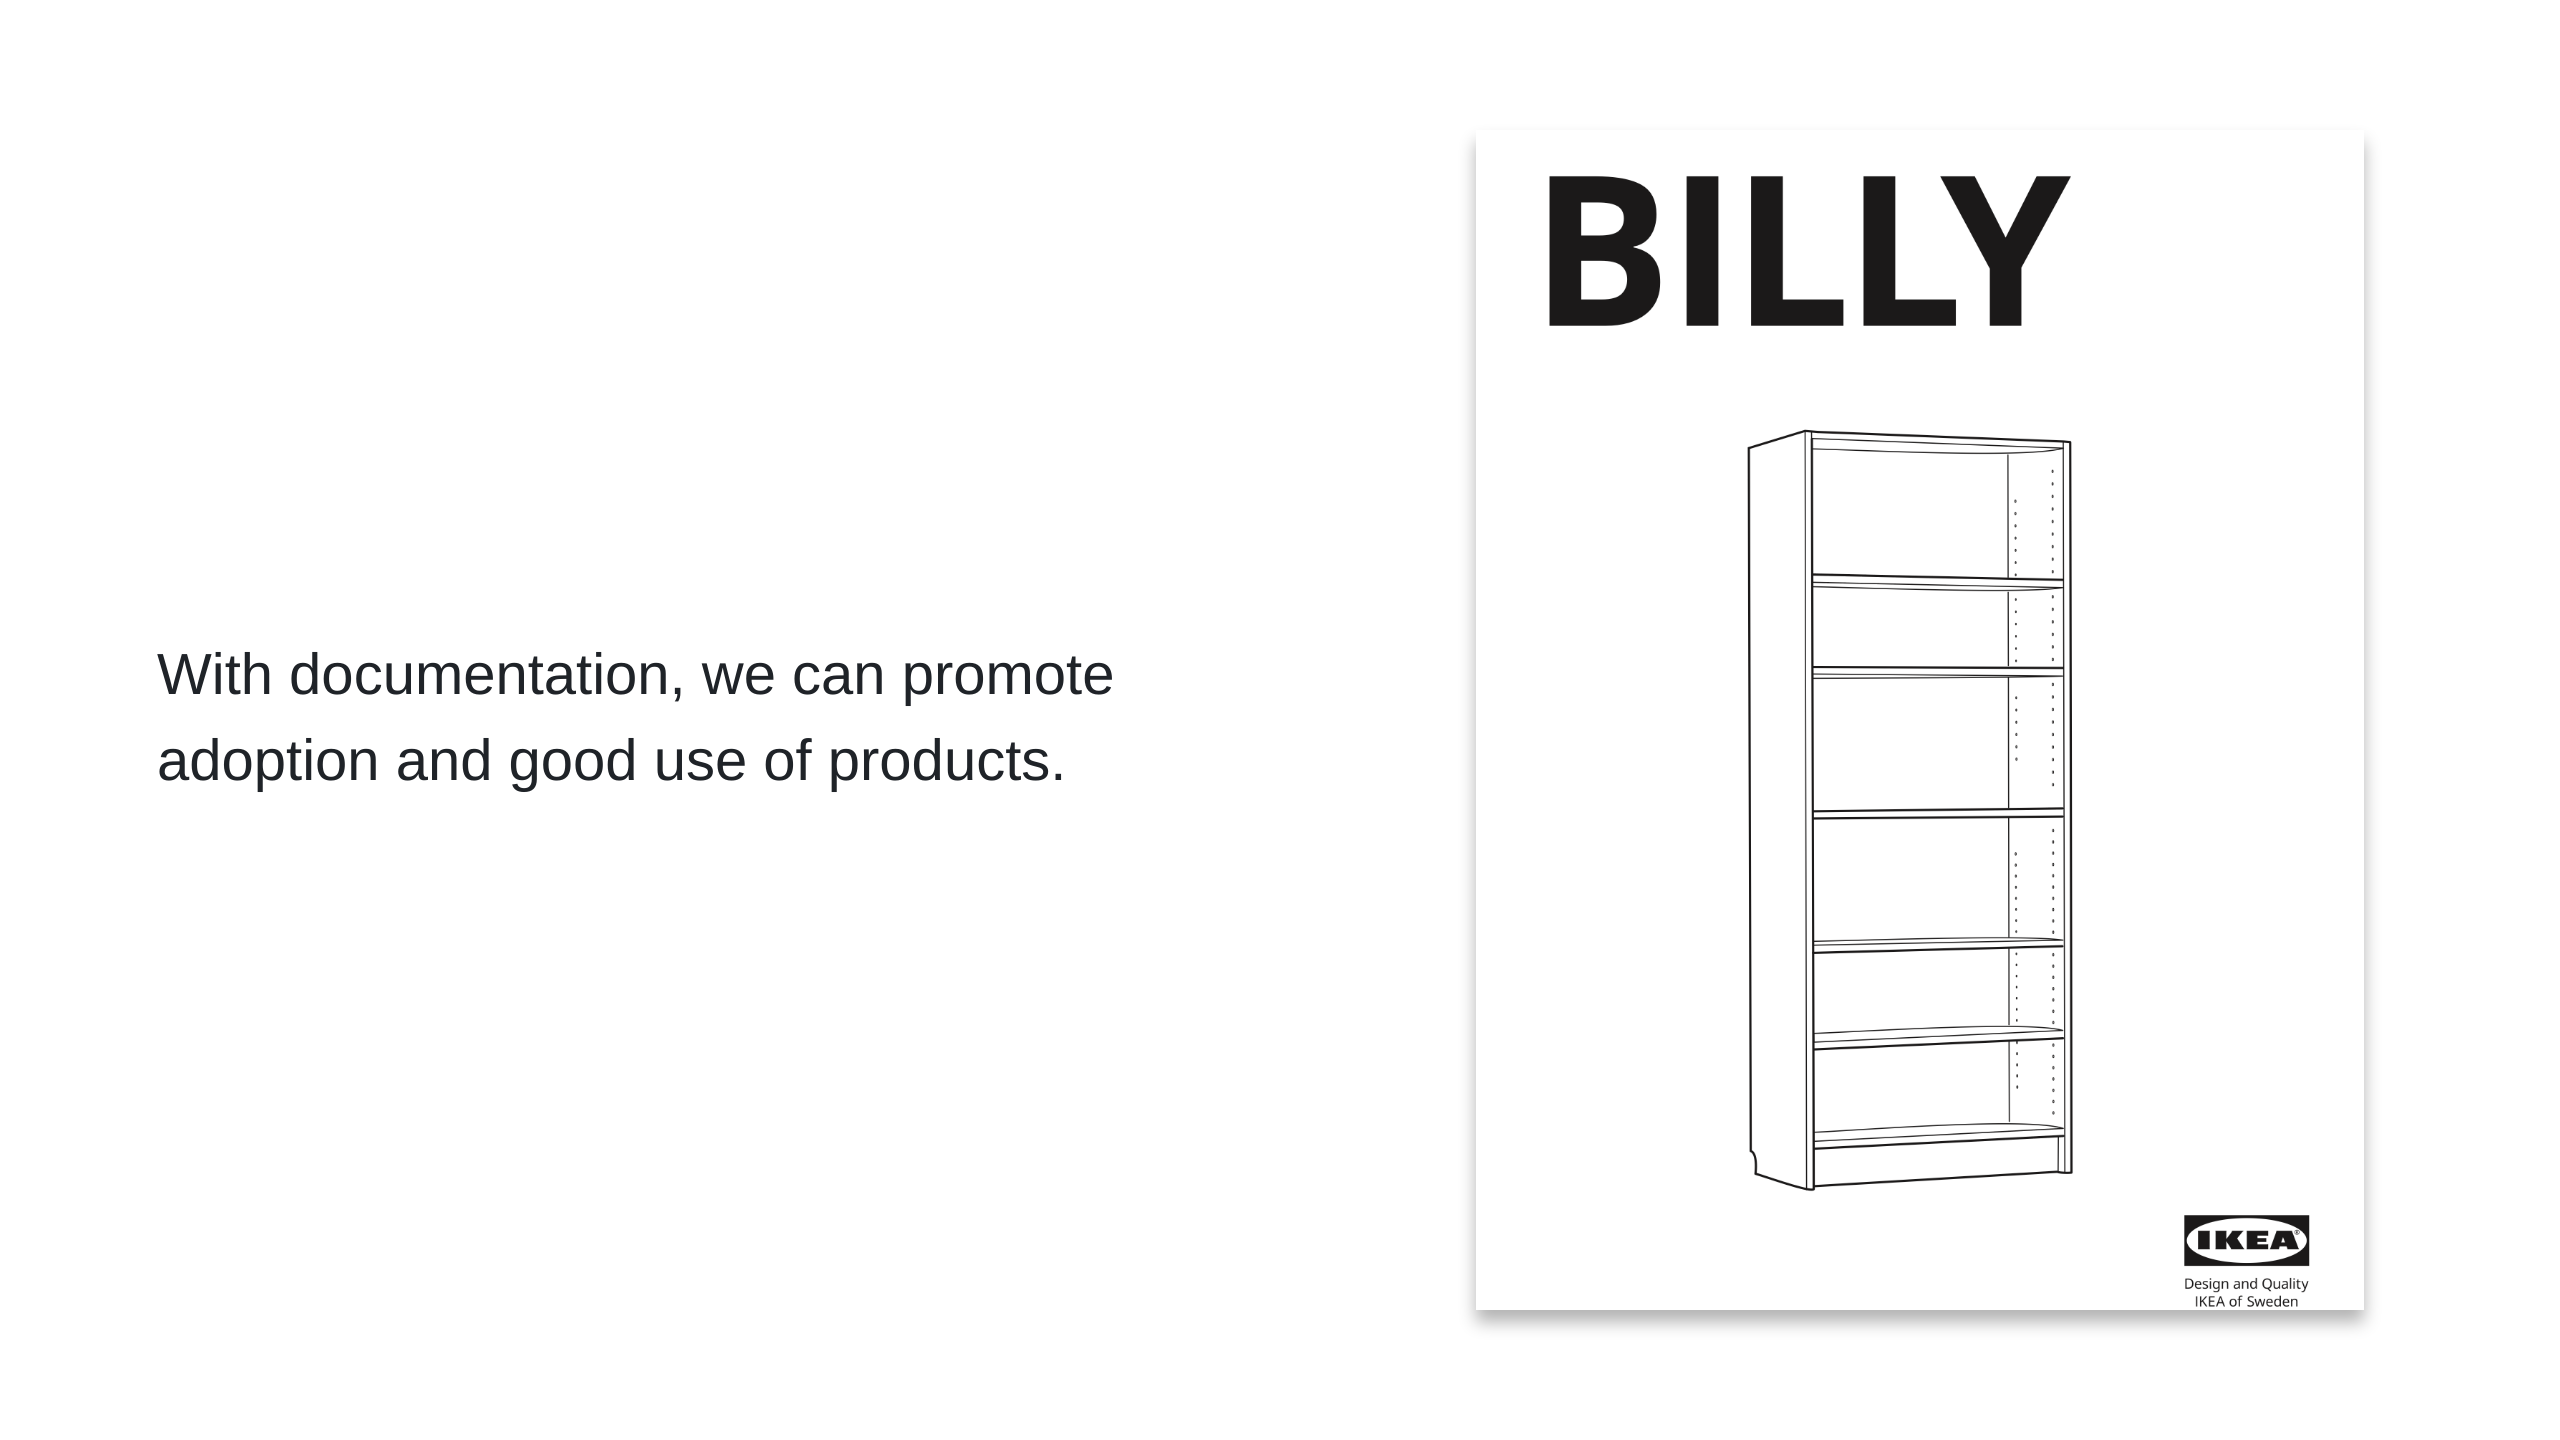 With documentation, we can promote
adoption and good use of products.
BILLY
IKEA®
Design and Quality
IKEA of Sweden